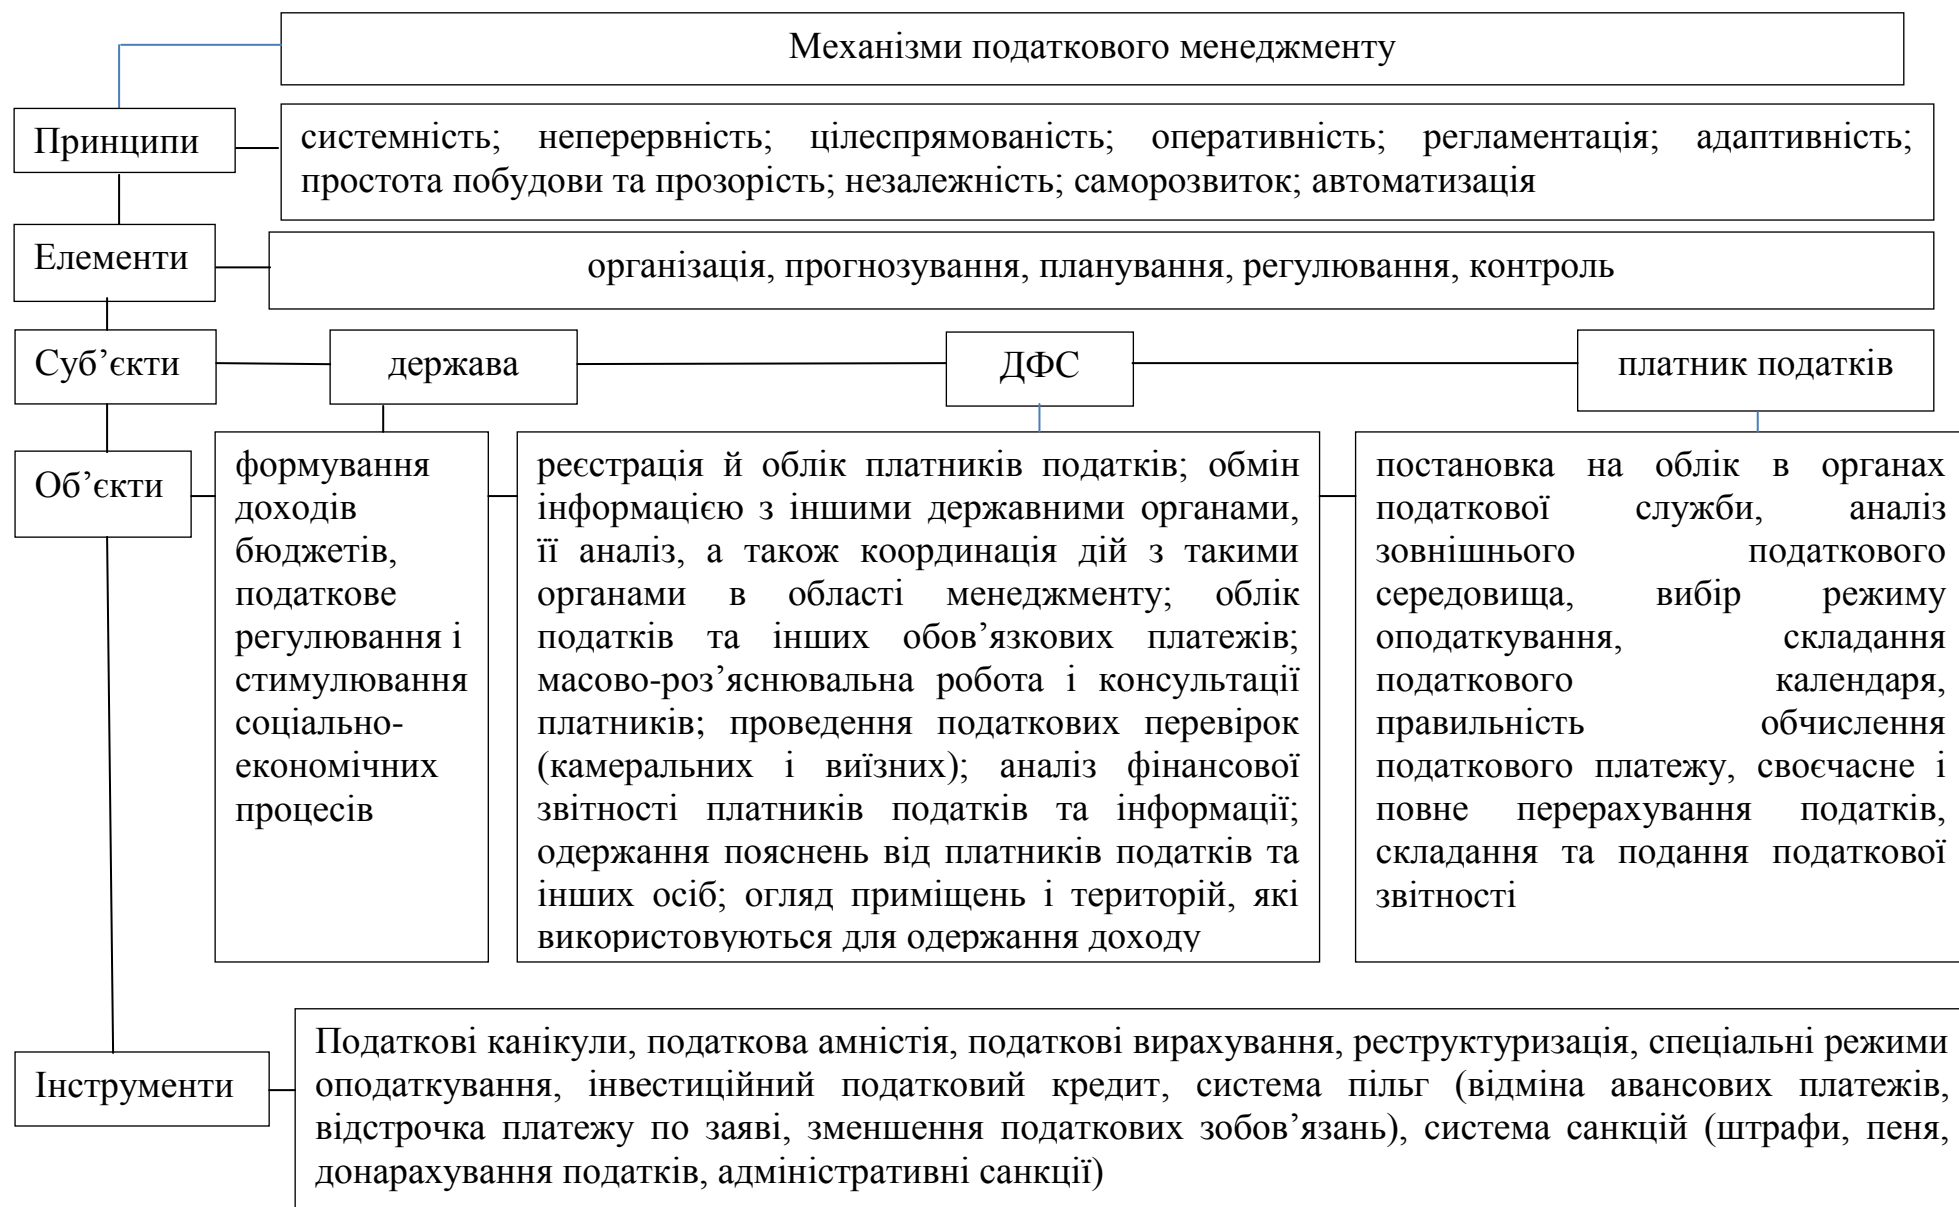 Механізми податкового менеджменту
Принципи
системність; неперервність; цілеспрямованість; оперативність; регламентація; адаптивність;
простота побудови та прозорість; незалежність; саморозвиток; автоматизація
Елементи
організація, прогнозування, планування, регулювання, контроль
Суб’єкти
держава
ДФС
платник податків
Об’єкти
формування
доходів
бюджетів,
податкове
регулювання і
стимулювання
соціально-
економічних
процесів
реєстрація й облік платників податків; обмін
інформацією з іншими державними органами,
її аналіз, а також координація дій з такими
органами в області менеджменту; облік
податків та інших обов’язкових платежів;
масово-роз’яснювальна робота і консультації
платників; проведення податкових перевірок
(камеральних і виїзних); аналіз фінансової
звітності платників податків та інформації;
одержання пояснень від платників податків та
інших осіб; огляд приміщень і територій, які
використовуються для одержання доходу
постановка на облік в органах
податкової служби, аналіз
зовнішнього податкового
середовища, вибір режиму
оподаткування, складання
податкового календаря,
правильність обчислення
податкового платежу, своєчасне і
повне перерахування податків,
складання та подання податкової
звітності
Інструменти
Податкові канікули, податкова амністія, податкові вирахування, реструктуризація, спеціальні режими
оподаткування, інвестиційний податковий кредит, система пільг (відміна авансових платежів,
відстрочка платежу по заяві, зменшення податкових зобов’язань), система санкцій (штрафи, пеня,
донарахування податків, адміністративні санкції)